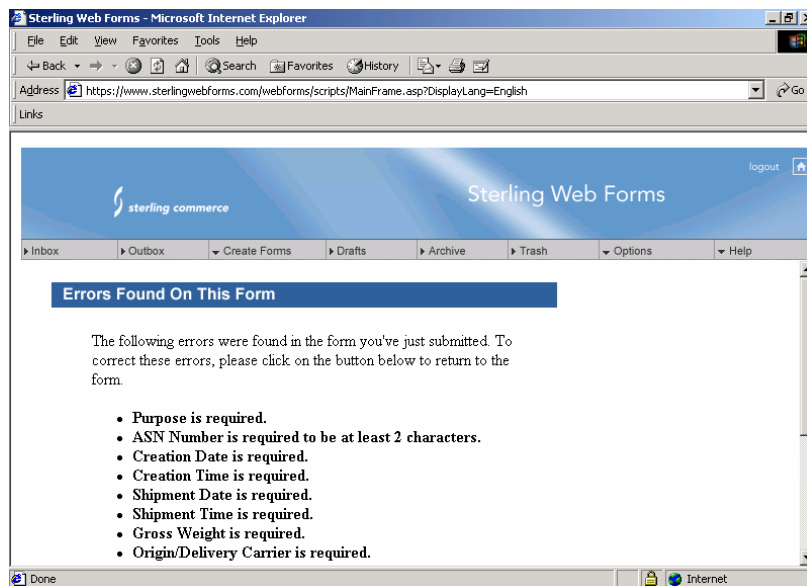 Sterling Web Forms - Microsoft Internet Explorer
File Edit View Favorites Tools Help
Back Search Favorites History
Address https://www.sterlingwebforms.com/webforms/scripts/MainFrame.asp?DisplayLang=English Go
Links
logout
sterling commerce Sterling Web Forms
Inbox Outbox Create Forms Drafts Archive Trash Options Help
Errors Found On This Form
The following errors were found in the form you've just submitted. To
correct these errors, please click on the button below to return to the
form.
• Purpose is required.
• ASN Number is required to be at least 2 characters.
• Creation Date is required.
• Creation Time is required.
• Shipment Date is required.
• Shipment Time is required.
• Gross Weight is required.
• Origin/Delivery Carrier is required.
Done Internet